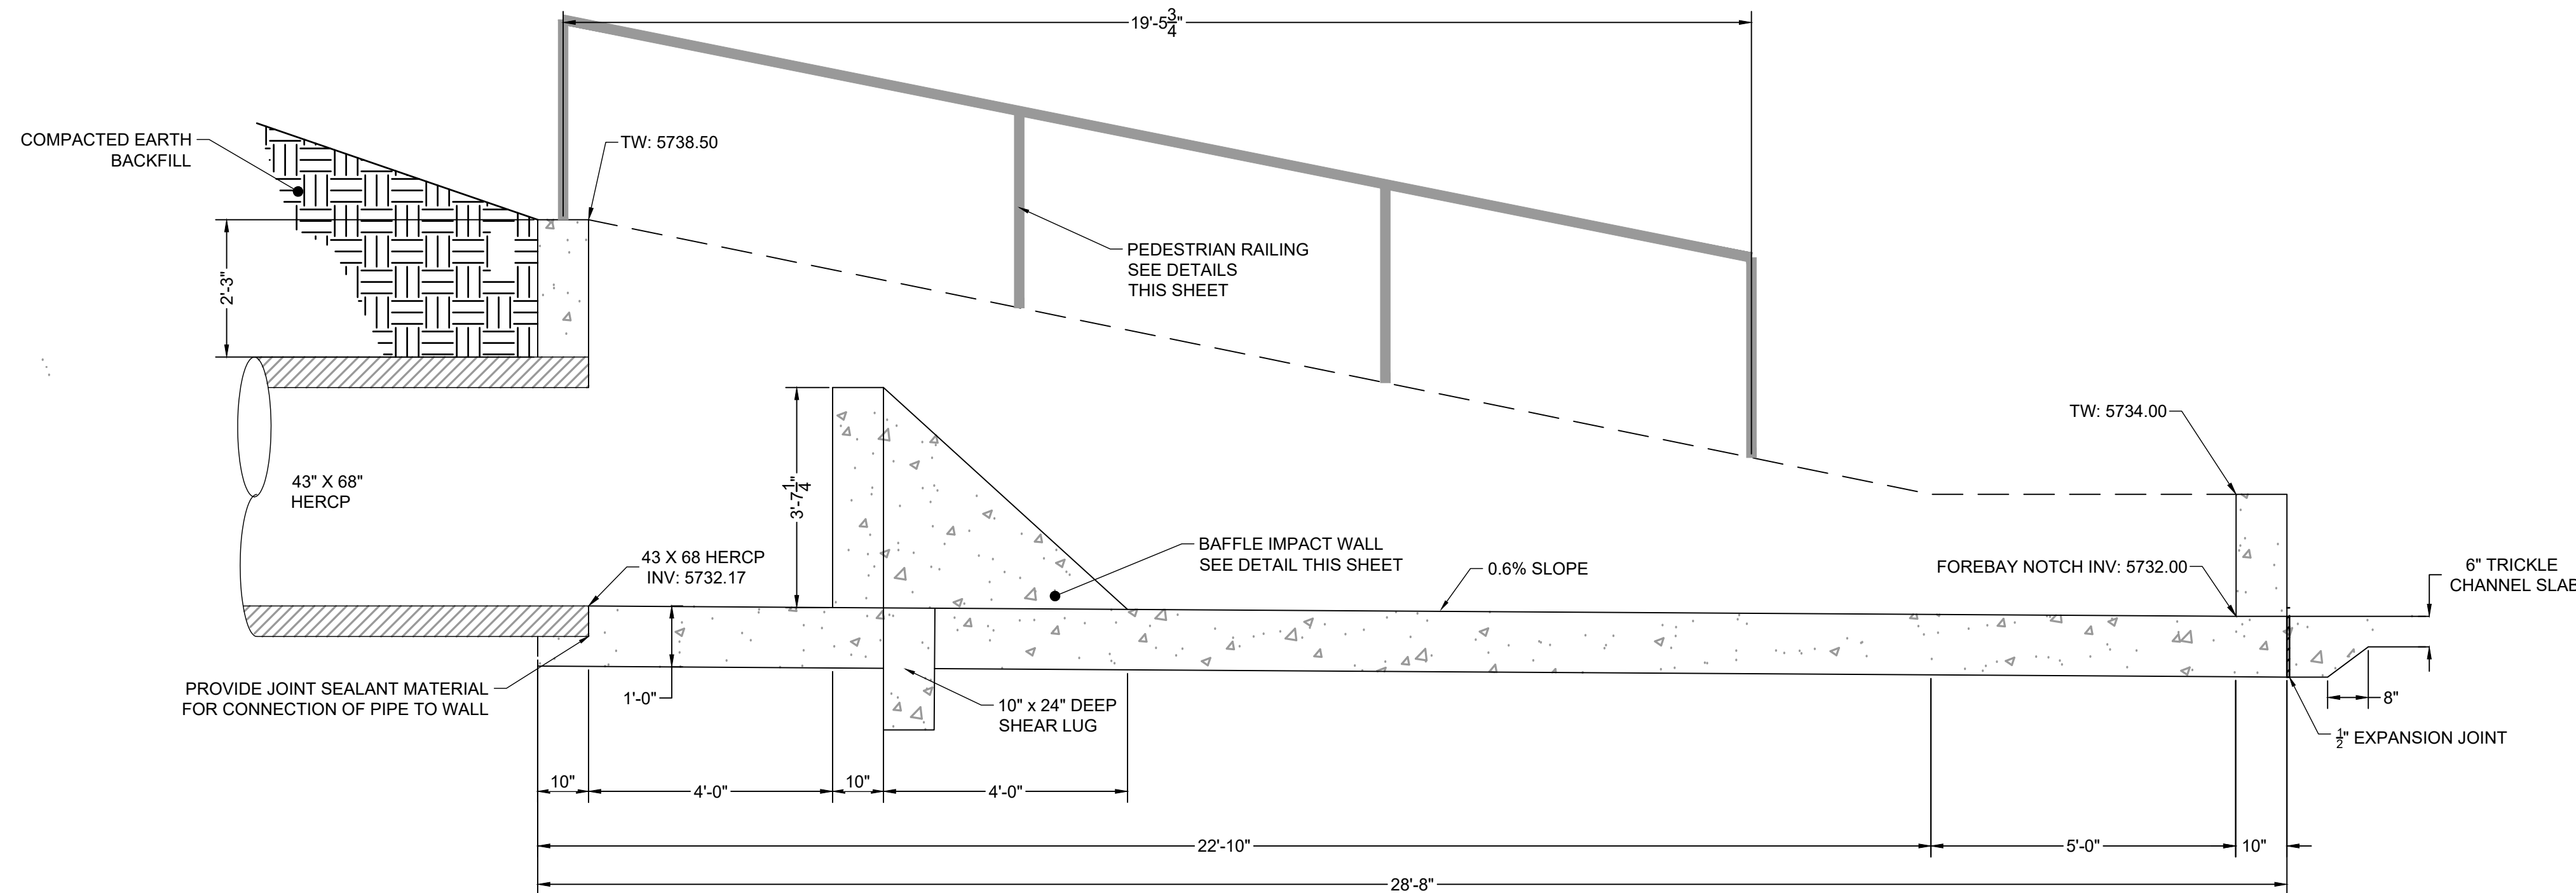 19'-5 3/4"
COMPACTED EARTH
BACKFILL
TW: 5738.50
PEDESTRIAN RAILING
SEE DETAILS
THIS SHEET
2'-3"
43" X 68"
HERCP
3'-7 1/4"
TW: 5734.00
43 X 68 HERCP
INV: 5732.17
BAFFLE IMPACT WALL
SEE DETAIL THIS SHEET
0.6% SLOPE
FOREBAY NOTCH INV: 5732.00
6" TRICKLE
CHANNEL SLAB
PROVIDE JOINT SEALANT MATERIAL
FOR CONNECTION OF PIPE TO WALL
1'-0"
10" x 24" DEEP
SHEAR LUG
8"
1/2" EXPANSION JOINT
10"
4'-0"
10"
4'-0"
22'-10"
5'-0"
10"
28'-8"